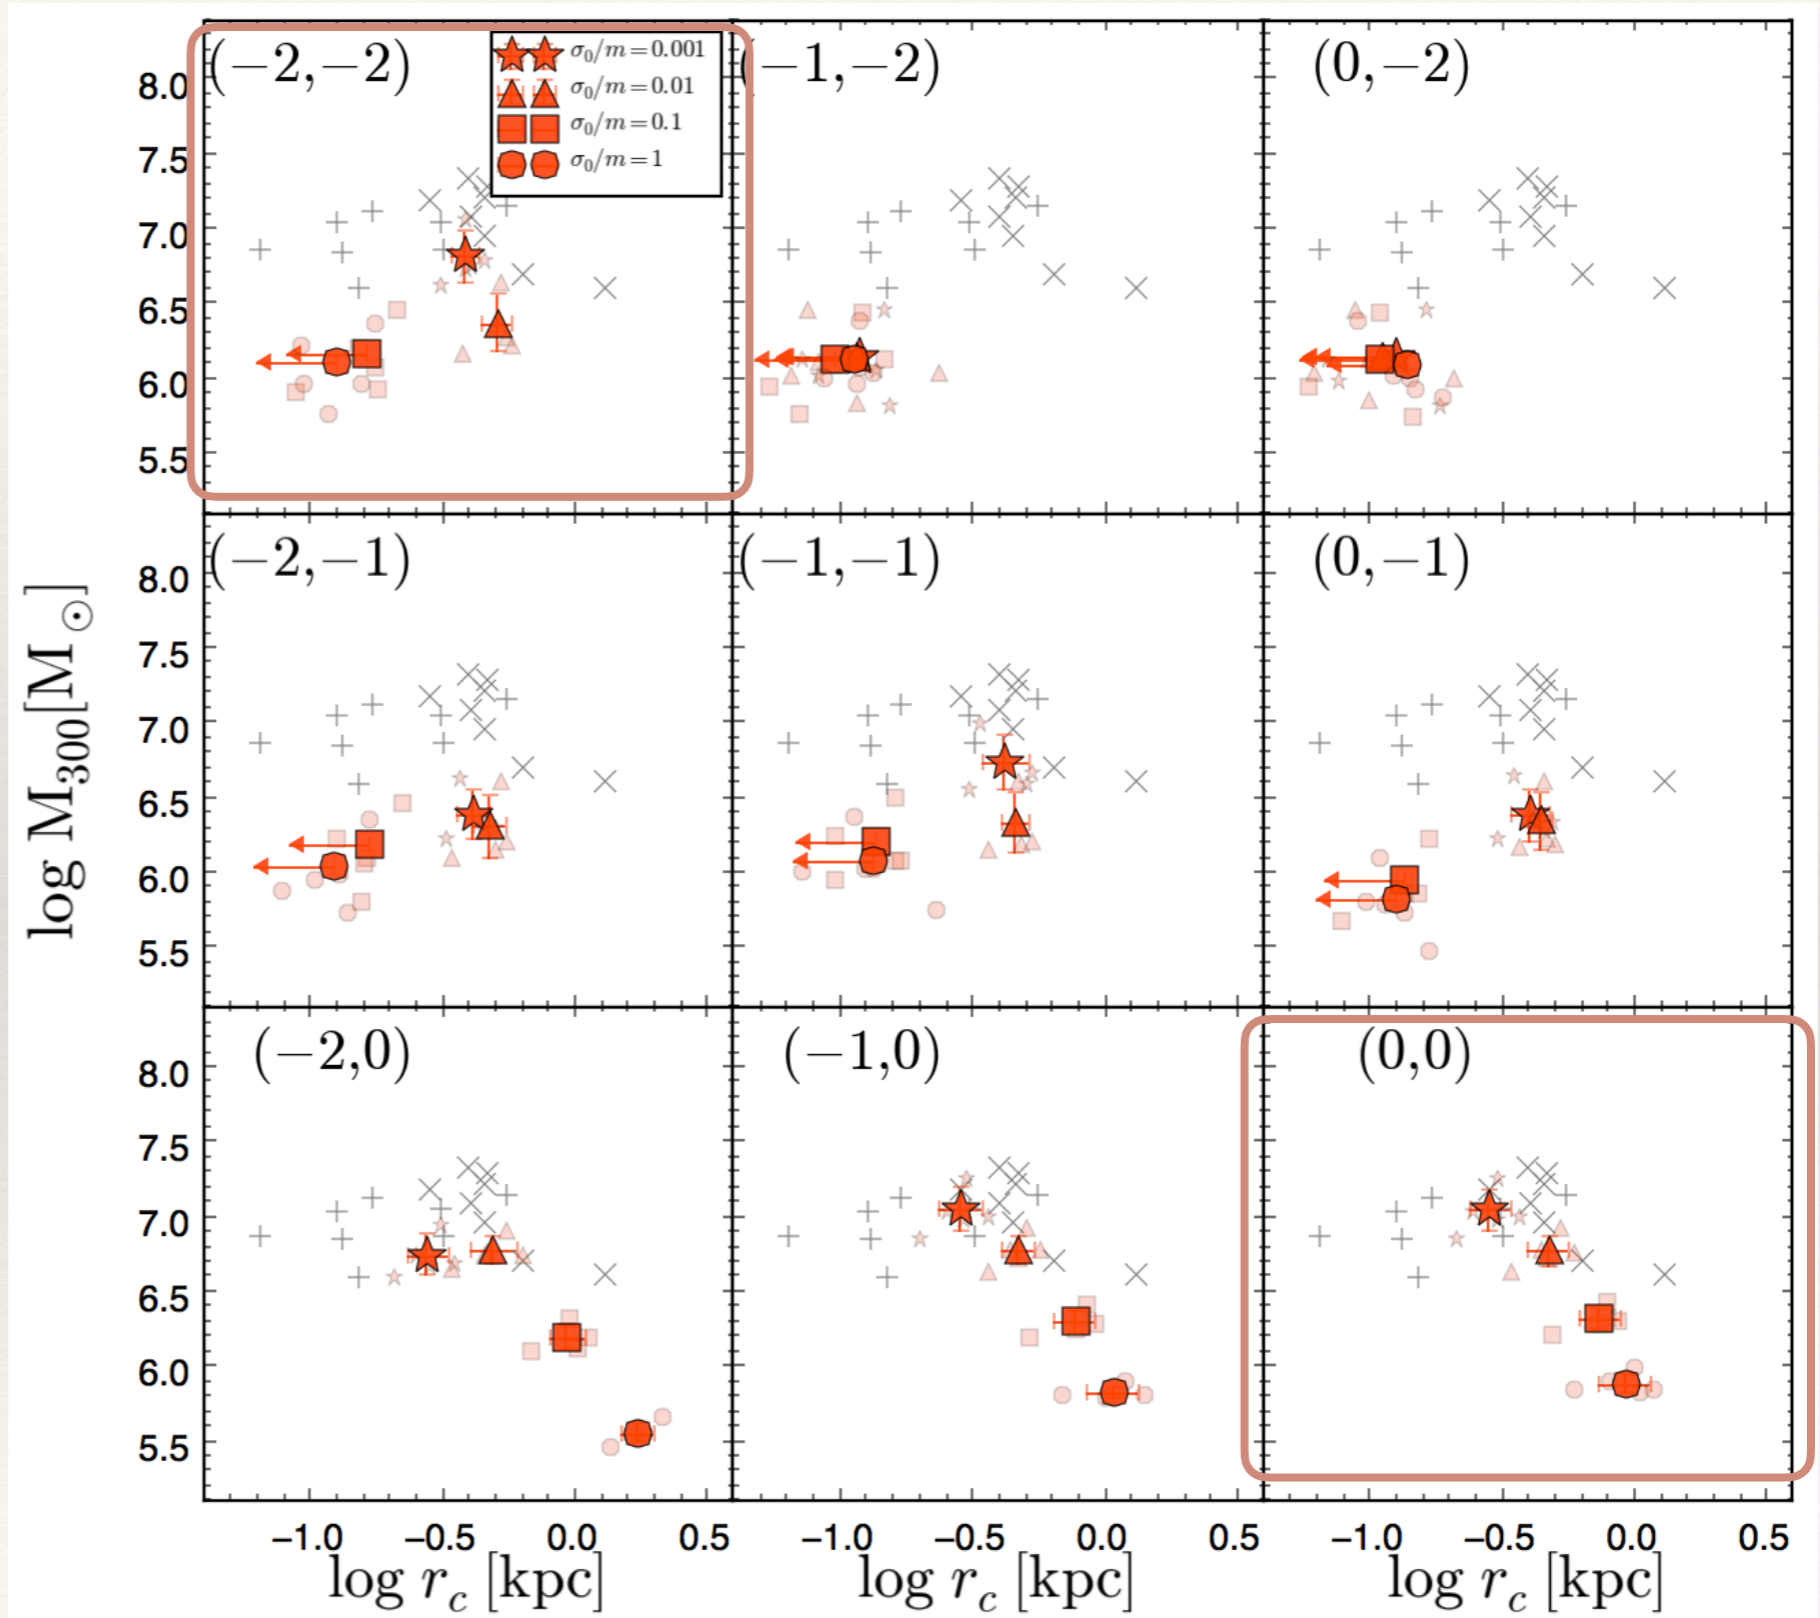 (−2,−2)
σ₀/m=0.001
σ₀/m=0.01
σ₀/m=0.1
σ₀/m=1
(−1,−2)
(0,−2)
8.0
7.5
7.0
6.5
6.0
5.5
(−2,−1)
(−1,−1)
(0,−1)
8.0
7.5
7.0
6.5
6.0
5.5
log M₃₀₀[M☉]
(−2,0)
(−1,0)
(0,0)
8.0
7.5
7.0
6.5
6.0
5.5
−1.0 −0.5 0.0 0.5
−1.0 −0.5 0.0 0.5
−1.0 −0.5 0.0 0.5
log r_c [kpc]
log r_c [kpc]
log r_c [kpc]